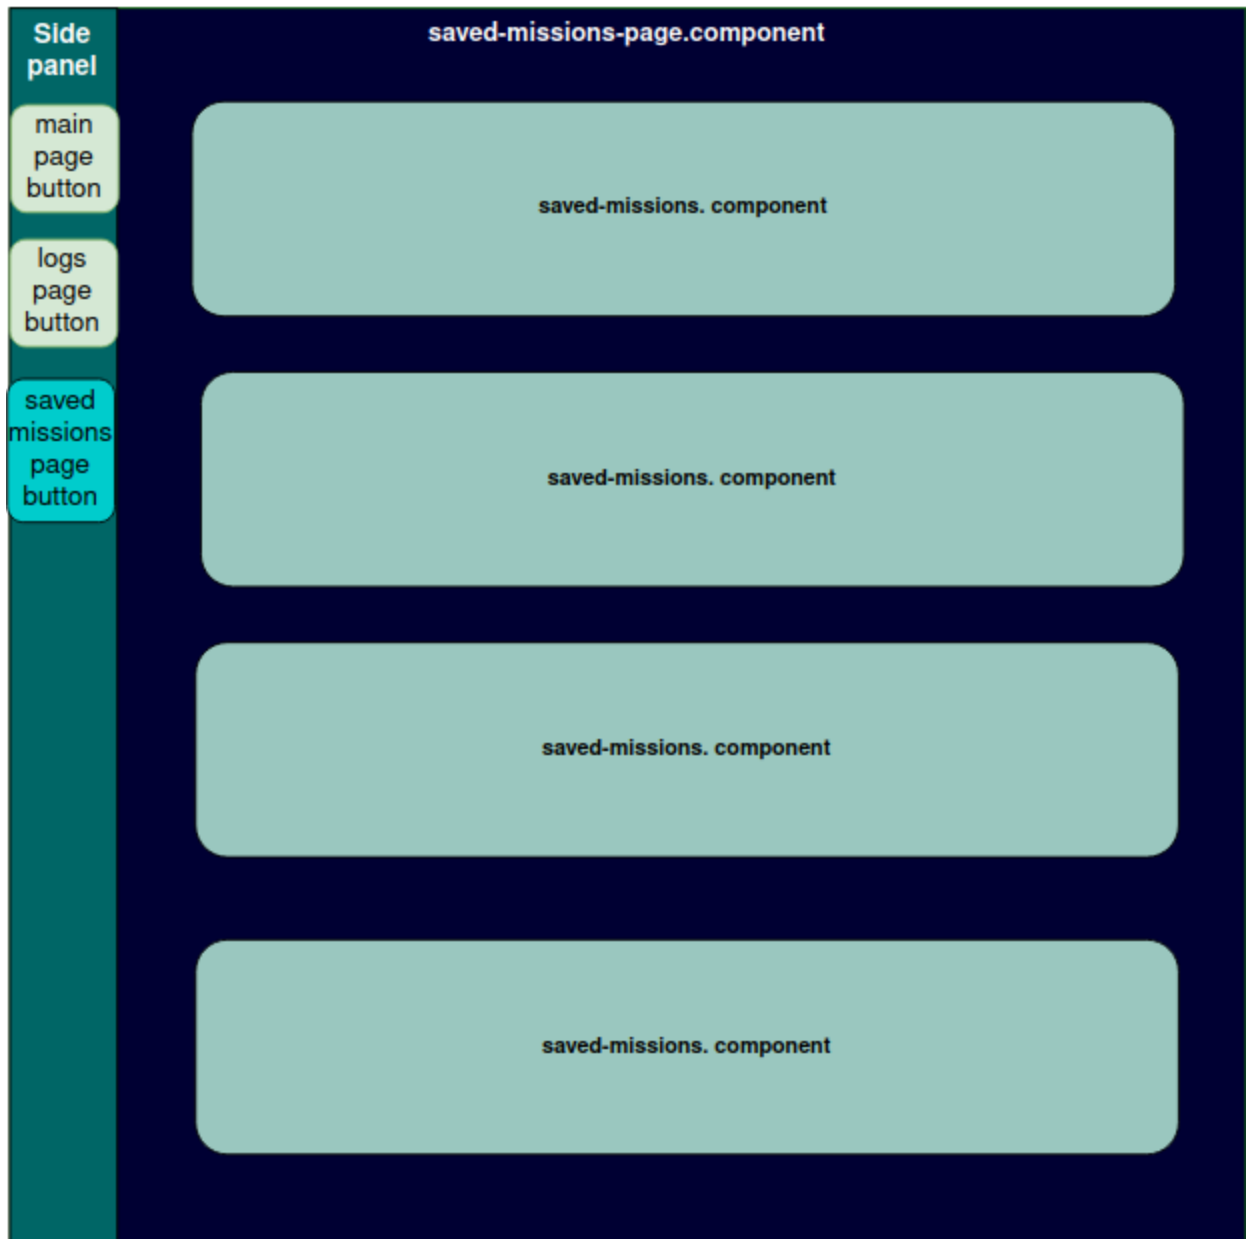 Side
panel
main
page
button
logs
page
button
saved
missions
page
button
saved-missions-page.component
saved-missions. component
saved-missions. component
saved-missions. component
saved-missions. component